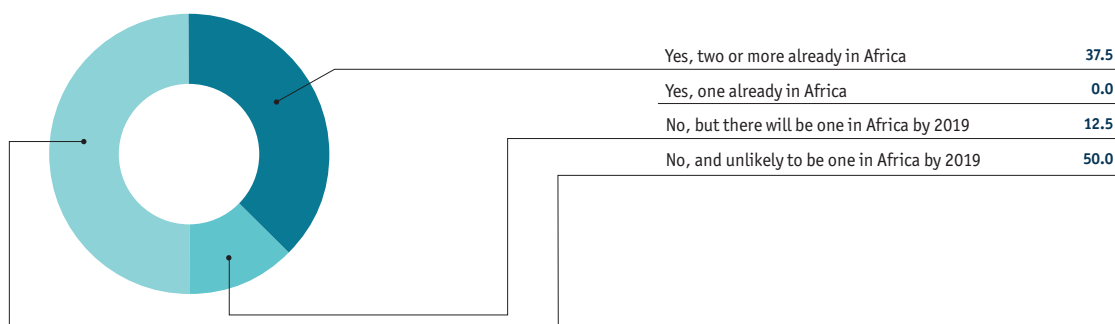 Yes, two or more already in Africa 37.5
Yes, one already in Africa 0.0
No, but there will be one in Africa by 2019 12.5
No, and unlikely to be one in Africa by 2019 50.0